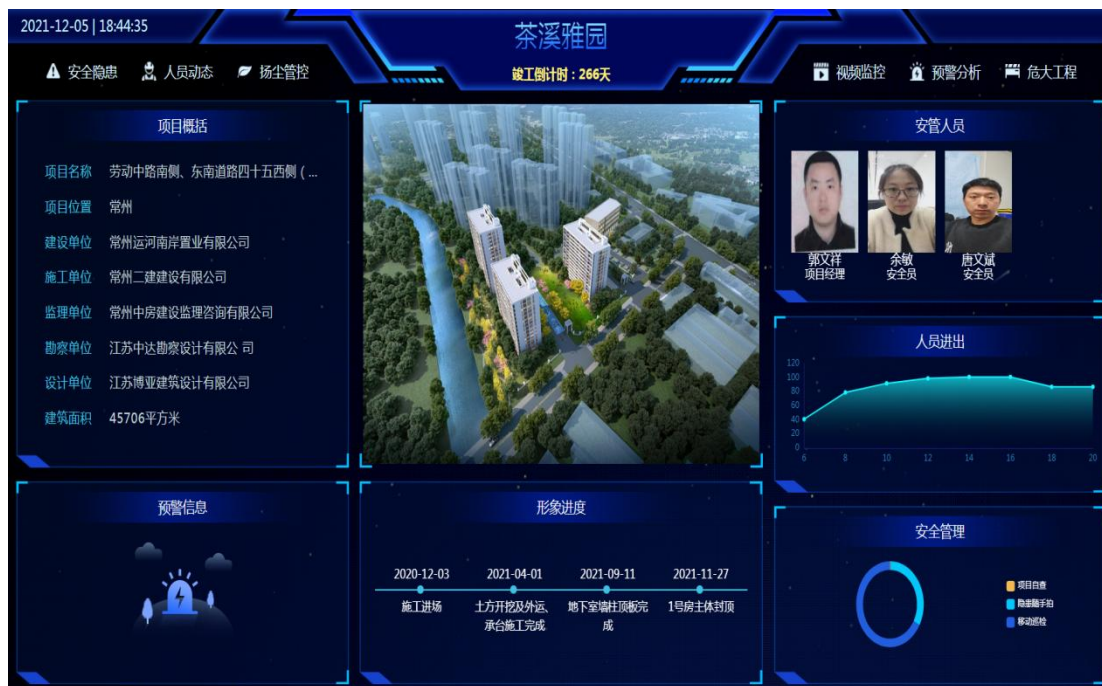 2021-12-05 | 18:44:35
茶溪雅园
竣工倒计时：266天
安全隐患 人员动态 扬尘管控
视频监控 预警分析 危大工程
项目概括
项目名称 劳动中路南侧、东南道路四十五西侧 ( ...
项目位置 常州
建设单位 常州运河南岸置业有限公司
施工单位 常州二建建设有限公司
监理单位 常州中房建设监理咨询有限公司
勘察单位 江苏中达勘察设计有限公 司
设计单位 江苏博亚建筑设计有限公司
建筑面积 45706平方米
安管人员
郭文祥 余敏 唐文斌
项目经理 安全员 安全员
人员进出
120
100
80
60
40
20
0
6 8 10 12 14 16 18 20
预警信息
形象进度
2020-12-03 2021-04-01 2021-09-11 2021-11-27
施工进场 土方开挖及外运、 地下室墙柱顶板完 1号房主体封顶
承台施工完成 成
安全管理
项目自查
隐患随手拍
移动巡检